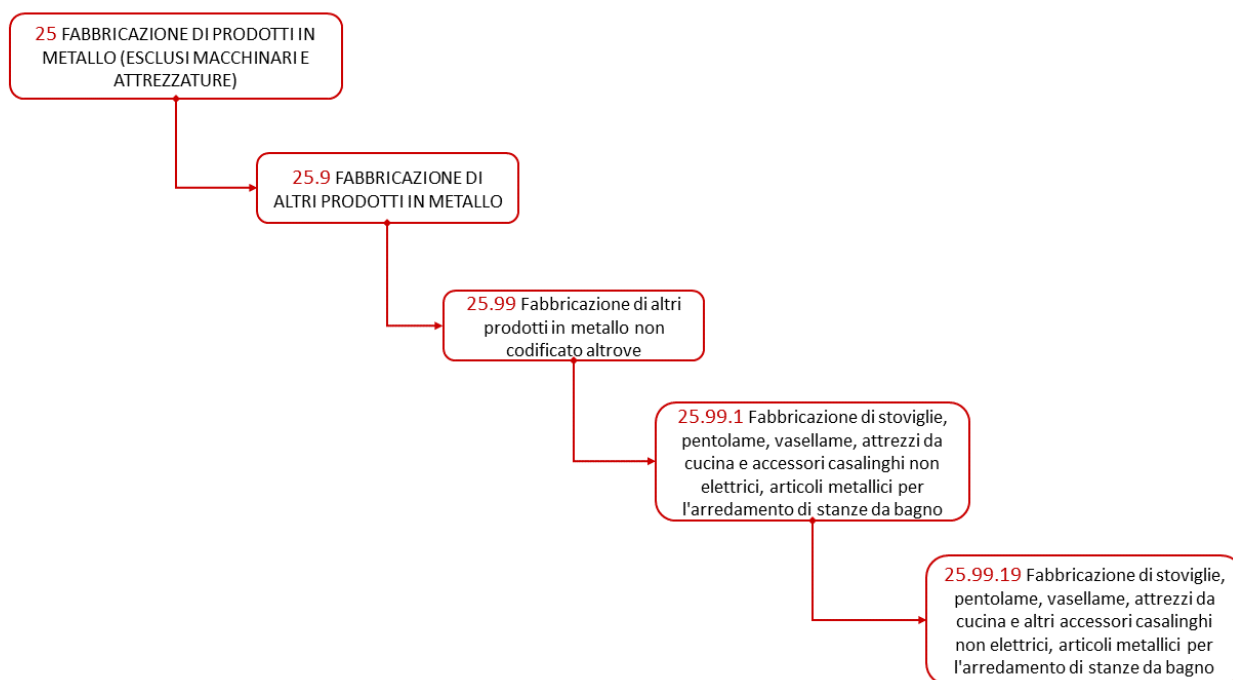 25 FABBRICAZIONE DI PRODOTTI IN
METALLO (ESCLUSI MACCHINARI E
ATTREZZATURE)
25.9 FABBRICAZIONE DI
ALTRI PRODOTTI IN METALLO
25.99 Fabbricazione di altri
prodotti in metallo non
codificato altrove
25.99.1 Fabbricazione di stoviglie,
pentolame, vasellame, attrezzi da
cucina e accessori casalinghi non
elettrici, articoli metallici per
l'arredamento di stanze da bagno
25.99.19 Fabbricazione di stoviglie,
pentolame, vasellame, attrezzi da
cucina e altri accessori casalinghi
non elettrici, articoli metallici per
l'arredamento di stanze da bagno